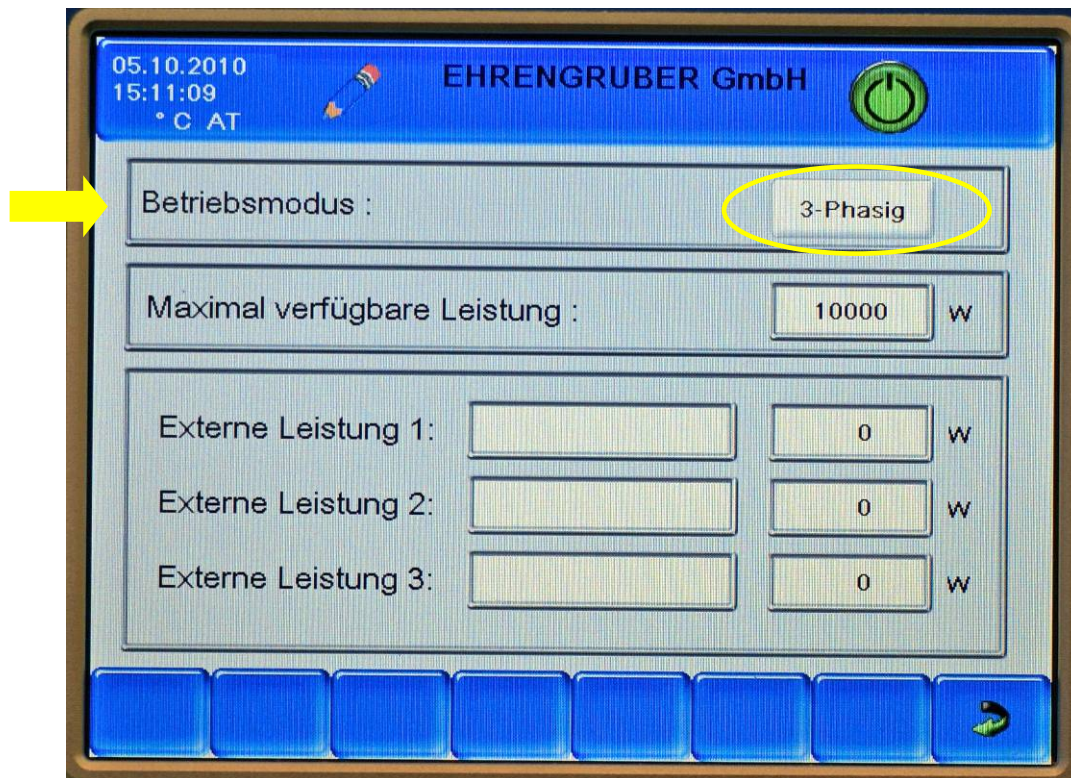 05.10.2010
15:11:09
° C AT
EHRENGRUBER GmbH
Betriebsmodus :
3-Phasig
Maximal verfügbare Leistung :
10000
W
Externe Leistung 1:
0
W
Externe Leistung 2:
0
W
Externe Leistung 3:
0
W